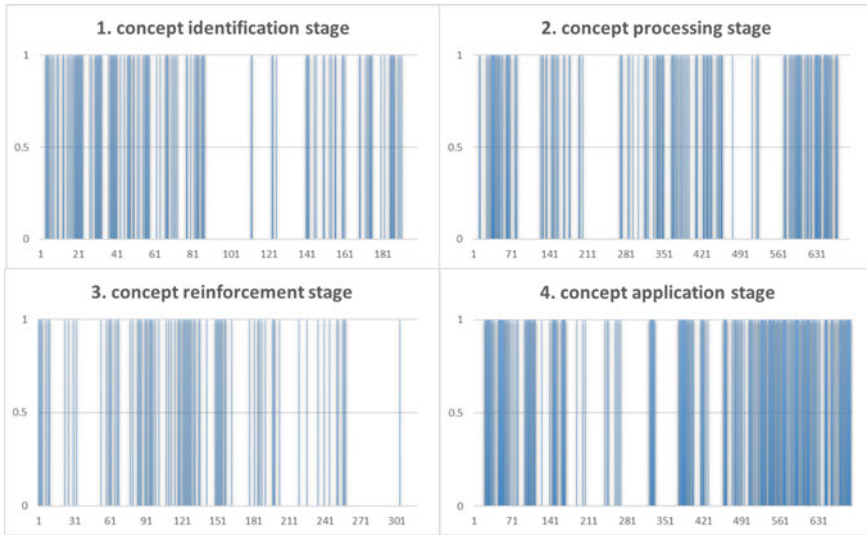 1. concept identification stage
1
0.5
0
1 21 41 61 81 101 121 141 161 181
2. concept processing stage
1
0.5
0
1 71 141 211 281 351 421 491 561 631
3. concept reinforcement stage
1
0.5
0
1 31 61 91 121 151 181 211 241 271 301
4. concept application stage
1
0.5
0
1 71 141 211 281 351 421 491 561 631